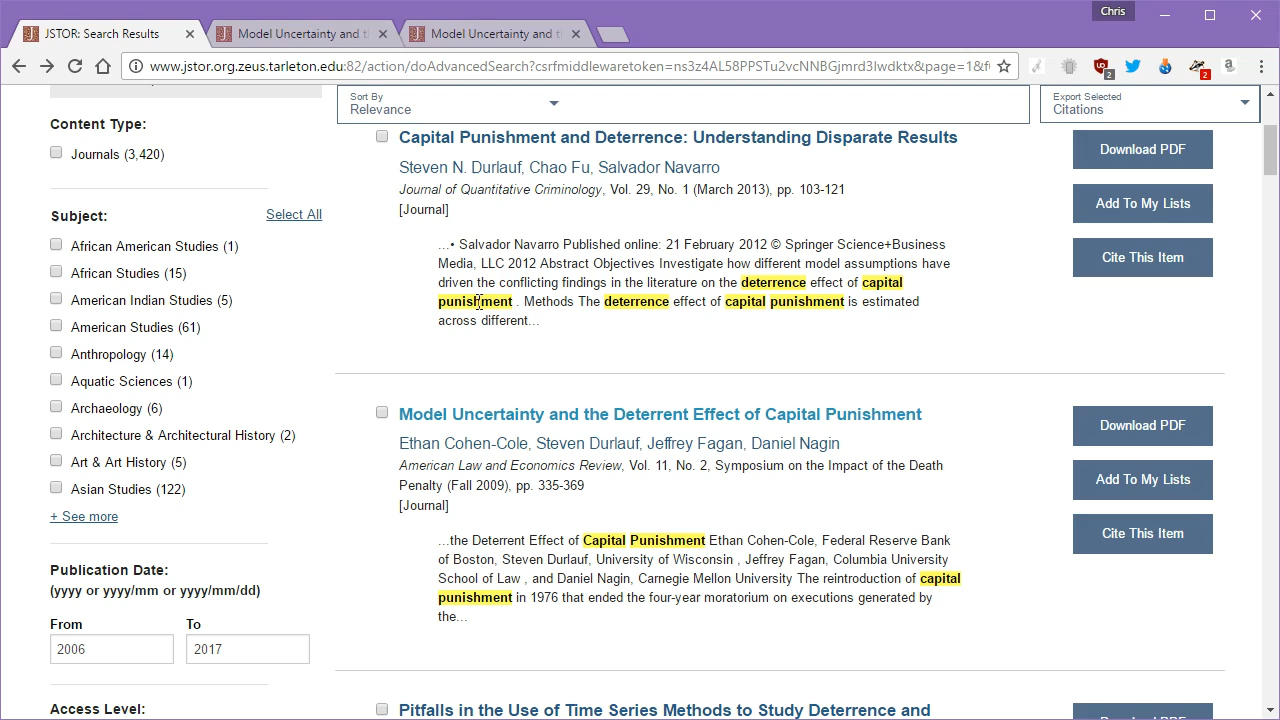 Chris
JSTOR: Search Results
Model Uncertainty and t
Model Uncertainty and t
www.jstor.org.zeus.tarleton.edu:82/action/doAdvancedSearch?csrfmiddlewaretoken=ns3z4AL58PPSTu2vcNNBGjmrd3lwdktx&page=1&f
2
2
a
Sort By
Relevance
Export Selected
Citations
Content Type:
Journals (3,420)
Subject:
Select All
African American Studies (1)
African Studies (15)
American Indian Studies (5)
American Studies (61)
Anthropology (14)
Aquatic Sciences (1)
Archaeology (6)
Architecture & Architectural History (2)
Art & Art History (5)
Asian Studies (122)
+ See more
Publication Date:
(yyyy or yyyy/mm or yyyy/mm/dd)
From
To
2006
2017
Access Level:
Capital Punishment and Deterrence: Understanding Disparate Results
Steven N. Durlauf, Chao Fu, Salvador Navarro
Journal of Quantitative Criminology, Vol. 29, No. 1 (March 2013), pp. 103-121
[Journal]
...• Salvador Navarro Published online: 21 February 2012 © Springer Science+Business
Media, LLC 2012 Abstract Objectives Investigate how different model assumptions have
driven the conflicting findings in the literature on the deterrence effect of capital
punishment . Methods The deterrence effect of capital punishment is estimated
across different...
Download PDF
Add To My Lists
Cite This Item
Model Uncertainty and the Deterrent Effect of Capital Punishment
Ethan Cohen-Cole, Steven Durlauf, Jeffrey Fagan, Daniel Nagin
American Law and Economics Review, Vol. 11, No. 2, Symposium on the Impact of the Death
Penalty (Fall 2009), pp. 335-369
[Journal]
...the Deterrent Effect of Capital Punishment Ethan Cohen-Cole, Federal Reserve Bank
of Boston, Steven Durlauf, University of Wisconsin , Jeffrey Fagan, Columbia University
School of Law , and Daniel Nagin, Carnegie Mellon University The reintroduction of capital
punishment in 1976 that ended the four-year moratorium on executions generated by
the...
Download PDF
Add To My Lists
Cite This Item
Pitfalls in the Use of Time Series Methods to Study Deterrence and